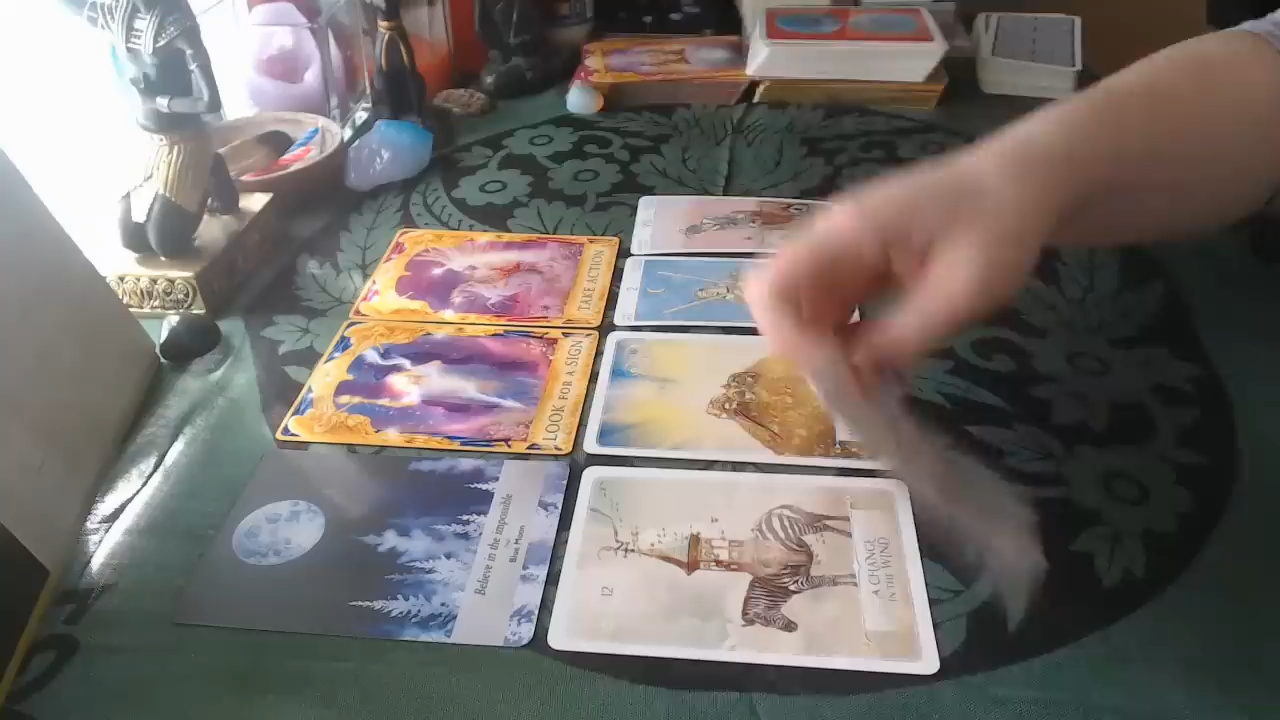 TAKE ACTION
LOOK FOR A SIGN
Believe in the impossible
Blue Moon
12
A CHANGE
IN THE WIND